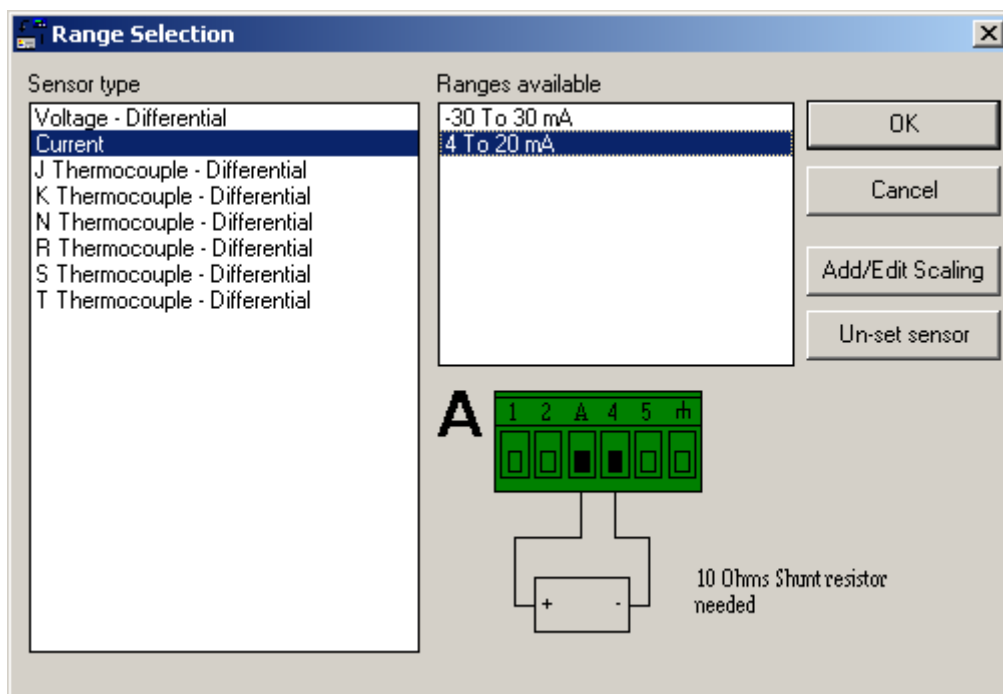 Range Selection
Sensor type
Voltage - Differential
Current
J Thermocouple - Differential
K Thermocouple - Differential
N Thermocouple - Differential
R Thermocouple - Differential
S Thermocouple - Differential
T Thermocouple - Differential
Ranges available
-30 To 30 mA
4 To 20 mA
OK
Cancel
Add/Edit Scaling
Un-set sensor
A
1 2 A 4 5
+ -
10 Ohms Shunt resistor
needed